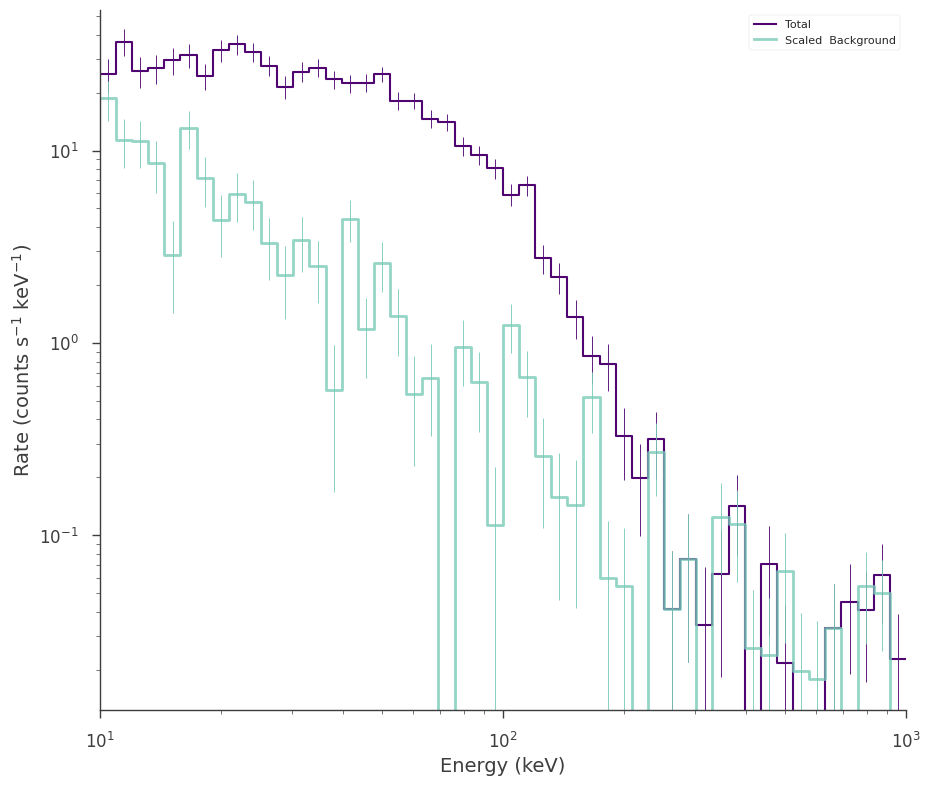 Total
Scaled  Background
Rate (counts s⁻¹ keV⁻¹)
10¹
10⁰
10⁻¹
10¹ 10² 10³
Energy (keV)